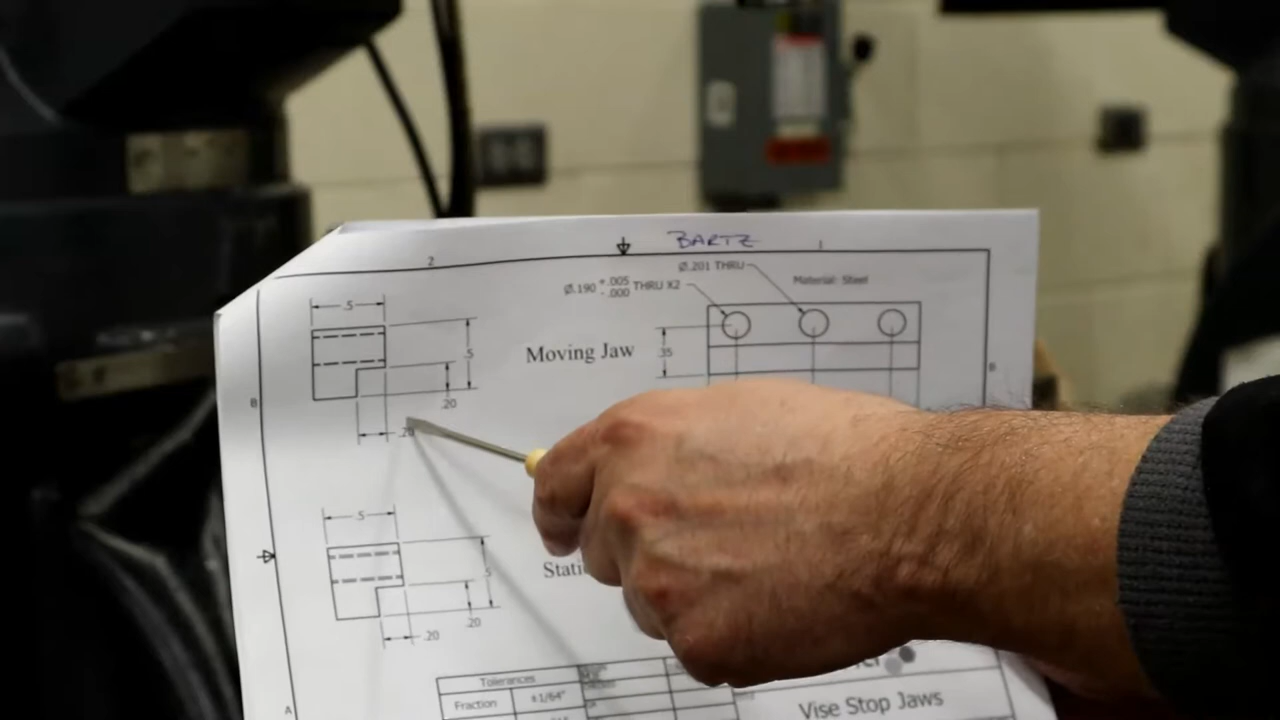 BARTZ
2
1
Ø.201 THRU
Material: Steel
Ø.190 +.005 -.000 THRU X2
.5
.5
Moving Jaw
.35
B
B
.20
.5
.5
.20
.20
Tolerances
Fraction ±1/64"
Vise Stop Jaws
A